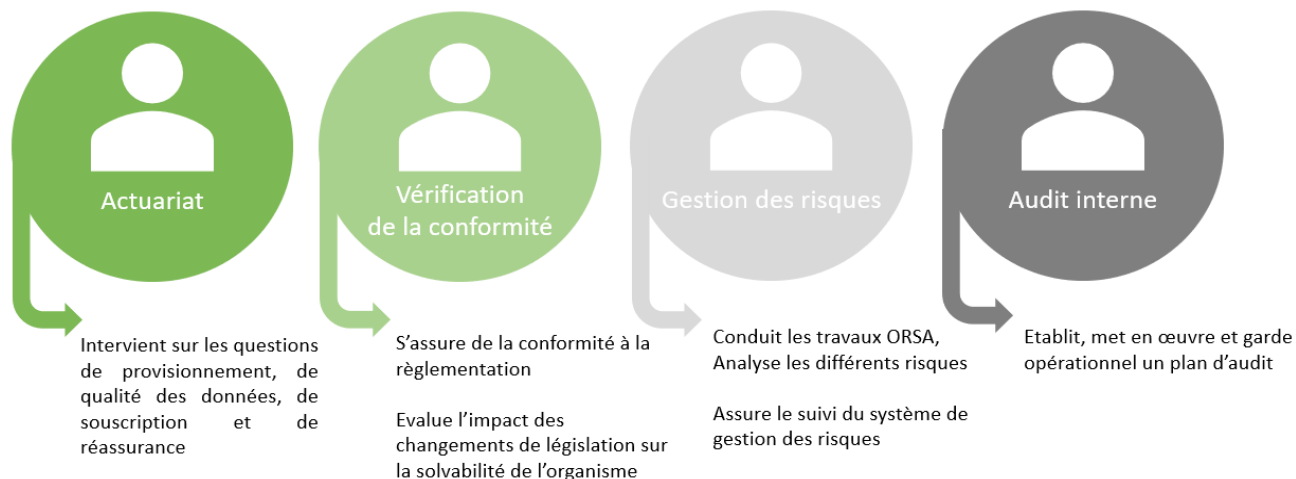 Actuariat
Intervient sur les questions
de provisionnement, de
qualité des données, de
souscription et de
réassurance
Vérification
de la conformité
S’assure de la conformité à la
règlementation
Evalue l’impact des
changements de législation sur
la solvabilité de l’organisme
Gestion des risques
Conduit les travaux ORSA,
Analyse les différents risques
Assure le suivi du système de
gestion des risques
Audit interne
Etablit, met en œuvre et garde
opérationnel un plan d’audit